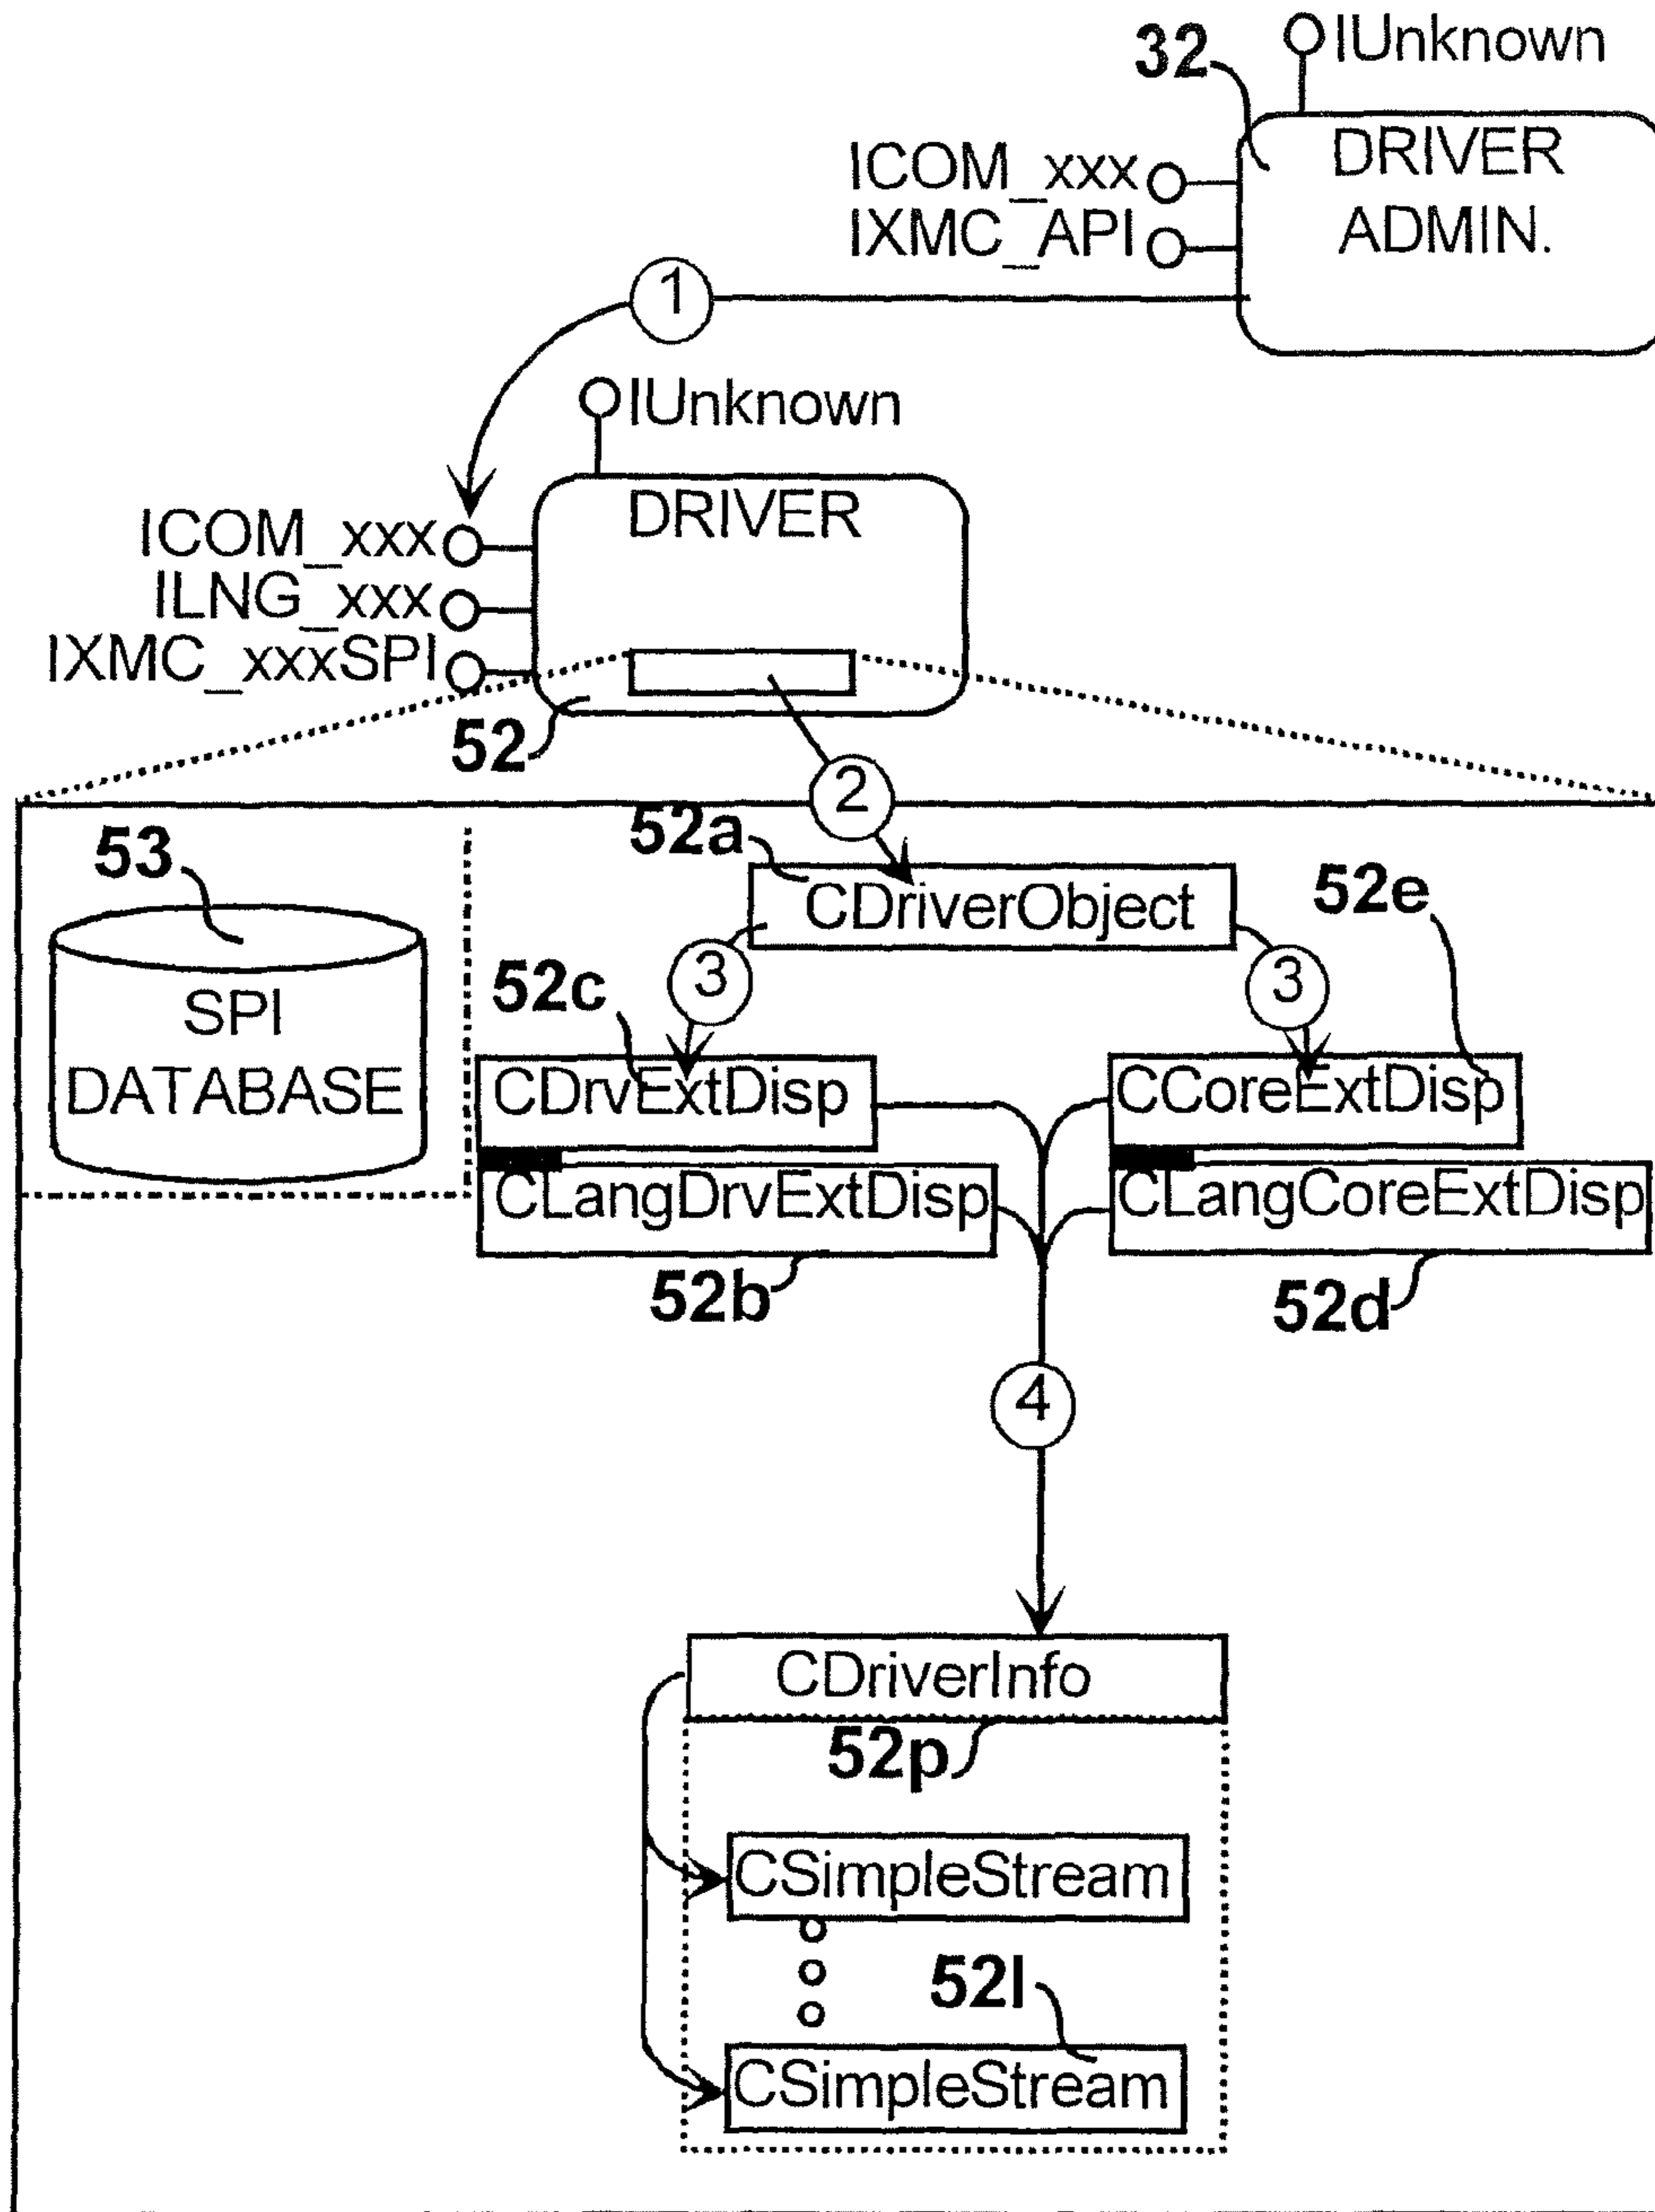 IUnknown
32
DRIVER
ADMIN.
ICOM_xxx
IXMC_API
1
IUnknown
DRIVER
ICOM_xxx
ILNG_xxx
IXMC_xxxSPI
52
2
53
52a
52e
CDriverObject
SPI
DATABASE
52c
3
3
CDrvExtDisp
CCoreExtDisp
CLangDrvExtDisp
CLangCoreExtDisp
52b
52d
4
CDriverInfo
52p
CSimpleStream
52l
CSimpleStream